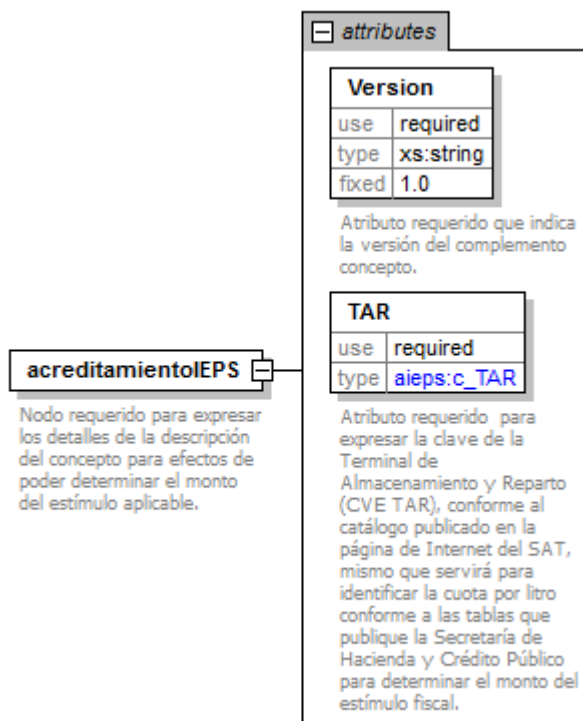 attributes
Version
use required
type xs:string
fixed 1.0
Atributo requerido que indica
la versión del complemento
concepto.
TAR
use required
type aieps:c_TAR
Atributo requerido para
expresar la clave de la
Terminal de
Almacenamiento y Reparto
(CVE TAR), conforme al
catálogo publicado en la
página de Internet del SAT,
mismo que servirá para
identificar la cuota por litro
conforme a las tablas que
publique la Secretaría de
Hacienda y Crédito Público
para determinar el monto del
estímulo fiscal.
acreditamientoIEPS
Nodo requerido para expresar
los detalles de la descripción
del concepto para efectos de
poder determinar el monto
del estímulo aplicable.